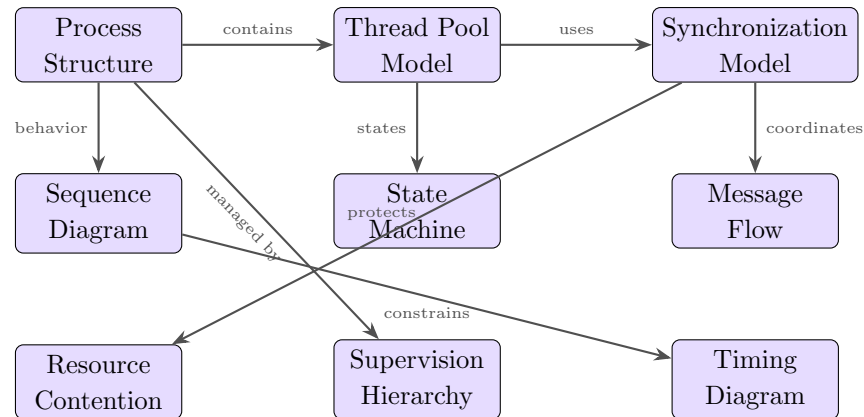 Process
Structure
contains
Thread Pool
Model
uses
Synchronization
Model
behavior
states
coordinates
Sequence
Diagram
managed by
State
Machine
protects
Message
Flow
constrains
Resource
Contention
Supervision
Hierarchy
Timing
Diagram